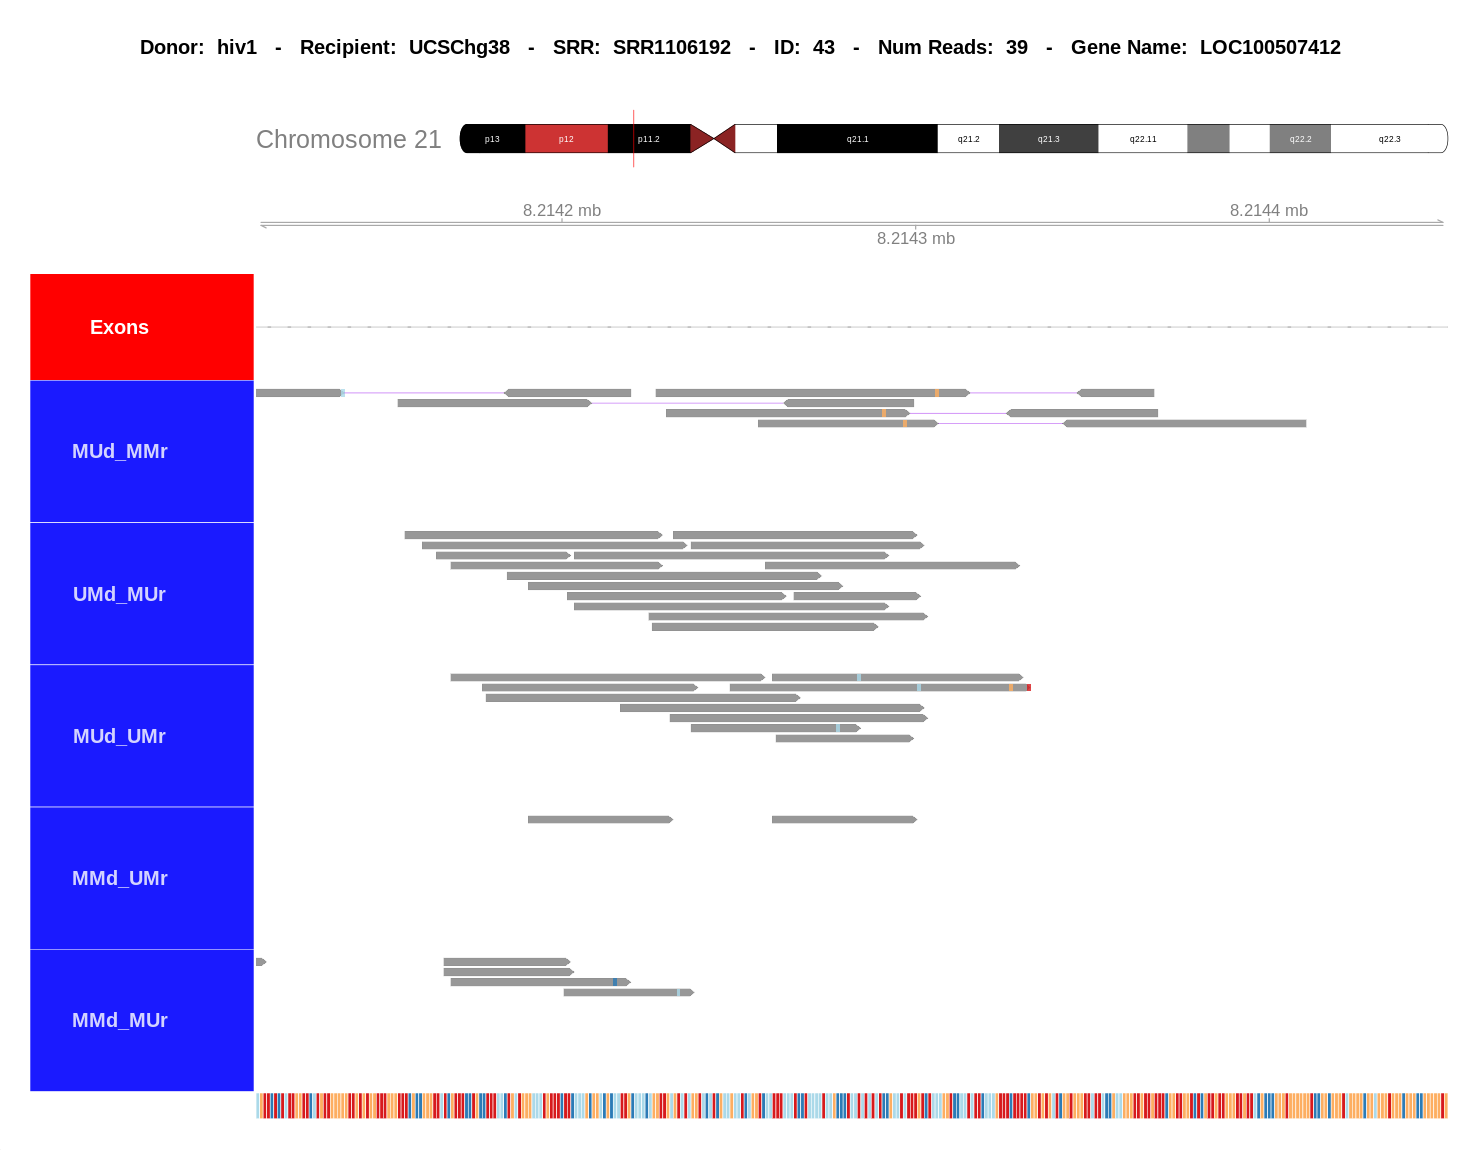 Donor: hiv1 - Recipient: UCSChg38 - SRR: SRR1106192 - ID: 43 - Num Reads: 39 - Gene Name: LOC100507412
Chromosome 21 p13 p12 p11.2 q21.1 q21.2 q21.3 q22.11 q22.2 q22.3
8.2142 mb 8.2144 mb
8.2143 mb
Exons
MUd_MMr
UMd_MUr
MUd_UMr
MMd_UMr
MMd_MUr